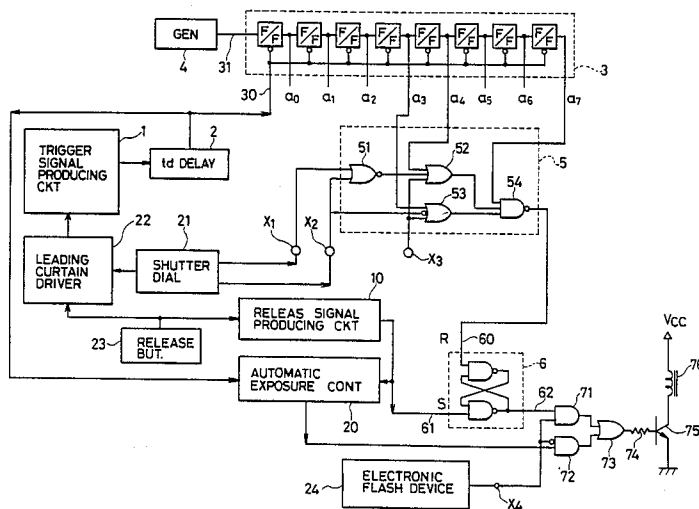 GEN
4
31
F/F F/F F/F F/F F/F F/F F/F F/F
3
30
a0 a1 a2 a3 a4 a5 a6 a7
1
2
TRIGGER SIGNAL PRODUCING CKT
td DELAY
51
52
5
53
54
22
21
X1
X2
X3
LEADING CURTAIN DRIVER
SHUTTER DIAL
10
RELEAS SIGNAL PRODUCING CKT
23
RELEASE BUT.
R
60
VCC
AUTOMATIC EXPOSURE CONT
20
6
76
S
62
71
61
75
73
74
72
24
ELECTRONIC FLASH DEVICE
X4